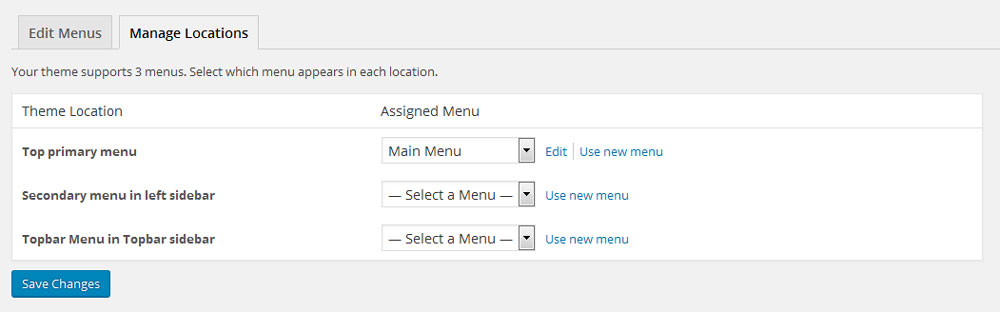 Edit Menus Manage Locations
Your theme supports 3 menus. Select which menu appears in each location.
Theme Location Assigned Menu
Top primary menu Main Menu Edit Use new menu
Secondary menu in left sidebar — Select a Menu — Use new menu
Topbar Menu in Topbar sidebar — Select a Menu — Use new menu
Save Changes